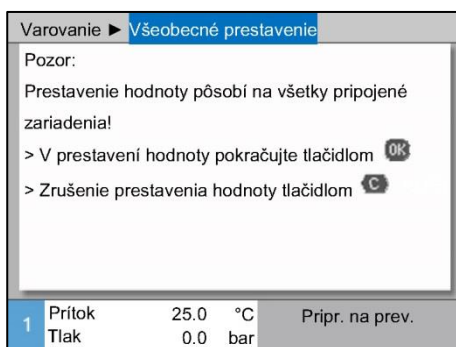 Varovanie ► Všeobecné prestavenie
Pozor:
Prestavenie hodnoty pôsobí na všetky pripojené
zariadenia!
> V prestavení hodnoty pokračujte tlačidlom OK
> Zrušenie prestavenia hodnoty tlačidlom C
1 Prítok 25.0 °C Pripr. na prev.
Tlak 0.0 bar